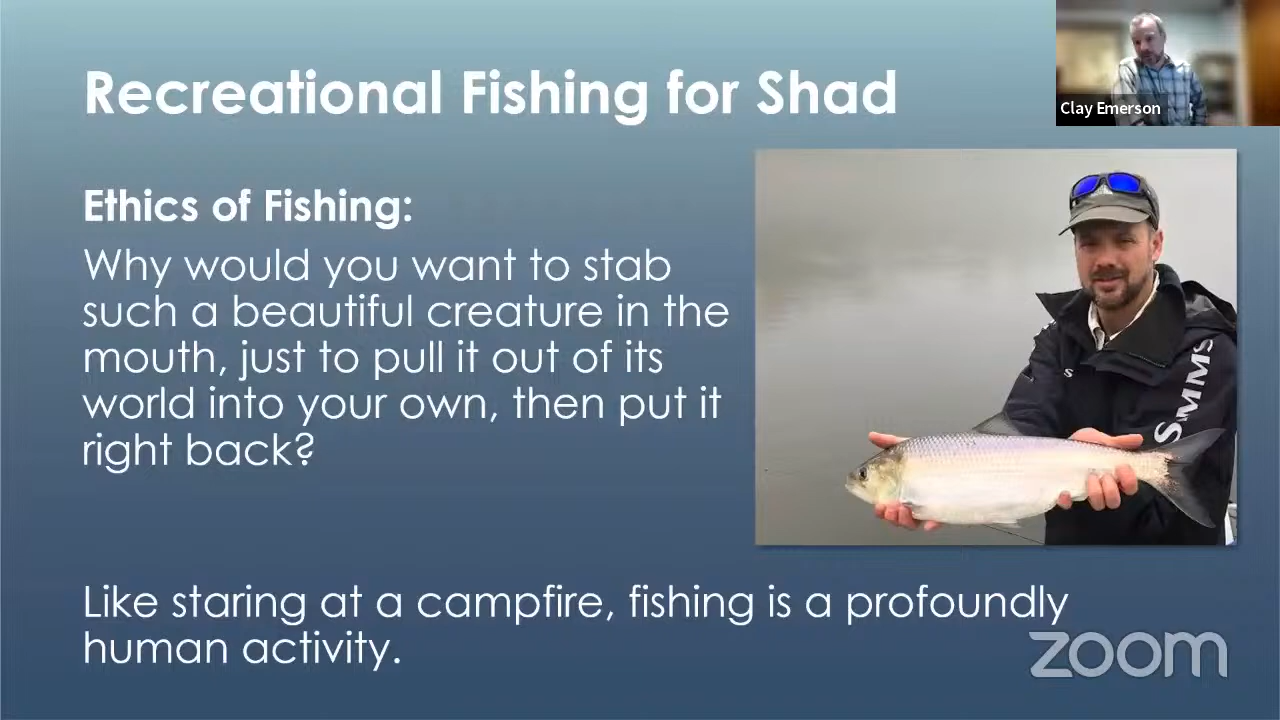 Recreational Fishing for Shad
Clay Emerson
Ethics of Fishing:
Why would you want to stab
such a beautiful creature in the
mouth, just to pull it out of its
world into your own, then put it
right back?
S
SIMMS
Like staring at a campfire, fishing is a profoundly
human activity.
zoom